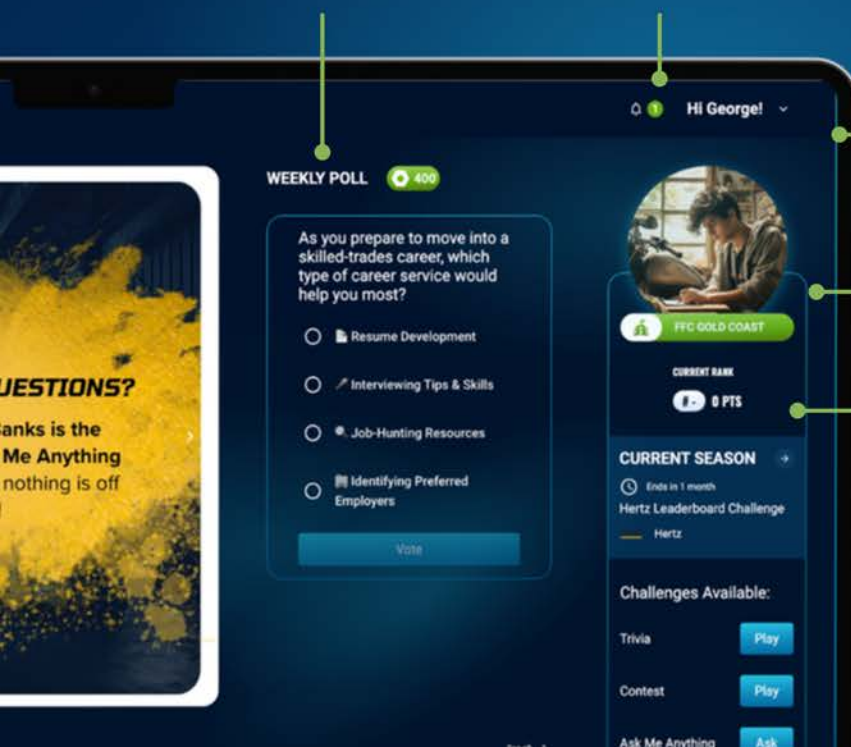 1
Hi George!
WEEKLY POLL
400
As you prepare to move into a
skilled-trades career, which
type of career service would
help you most?
Resume Development
Interviewing Tips & Skills
Job-Hunting Resources
Identifying Preferred
Employers
Vote
UESTIONS?
anks is the
Me Anything
nothing is off
FFC GOLD COAST
CURRENT RANK
# -
0 PTS
CURRENT SEASON
Ends in 1 month
Hertz Leaderboard Challenge
Hertz
Challenges Available:
Trivia
Play
Contest
Play
Ask Me Anything
Ask